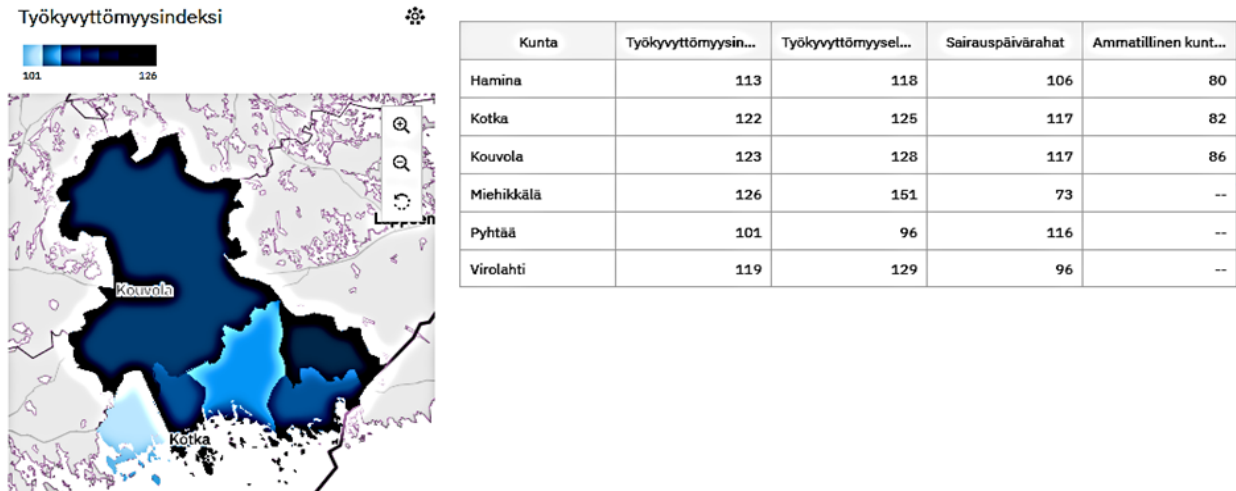 Työkyvyttömyysindeksi
101 126
Kouvola
Kotka
Kunta Työkyvyttömyysin... Työkyvyttömyysel... Sairauspäivärahat Ammatillinen kunt...
Hamina 113 118 106 80
Kotka 122 125 117 82
Kouvola 123 128 117 86
Miehikkälä 126 151 73 --
Pyhtää 101 96 116 --
Virolahti 119 129 96 --